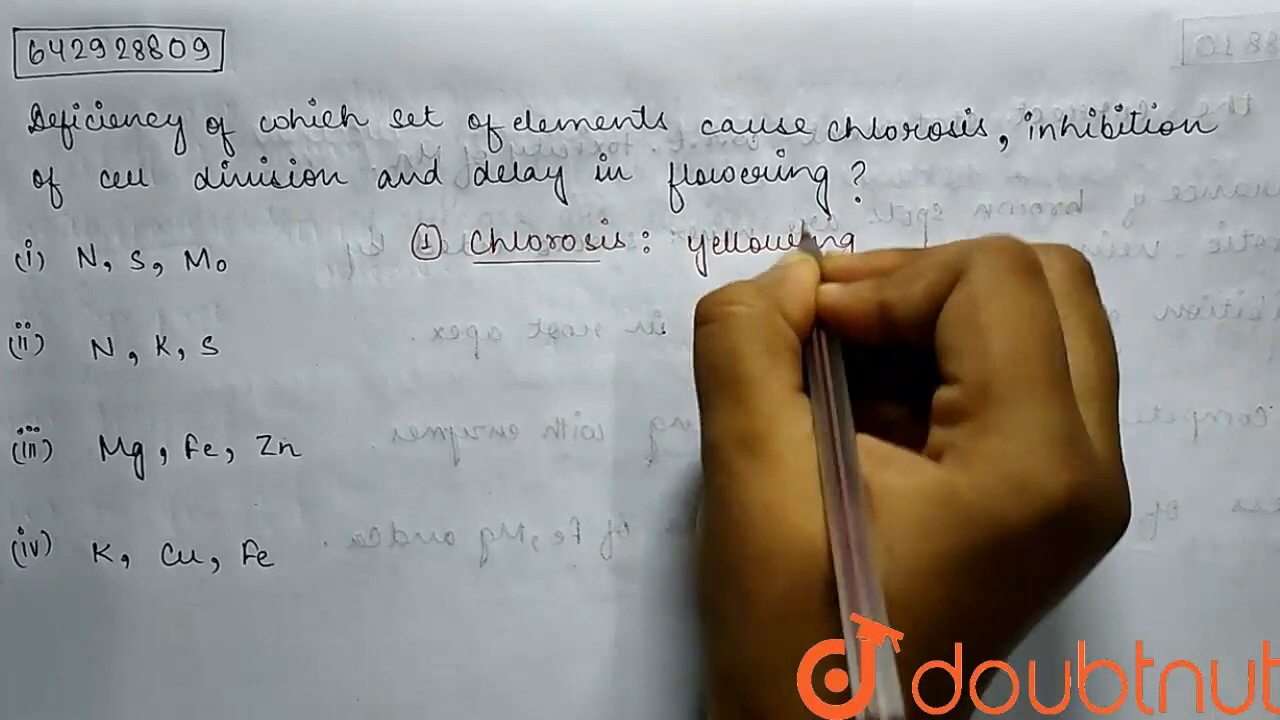 642928809
Deficiency of which set of elements cause chlorosis, inhibition
of cell division and delay in flowering ?
(i) N, S, Mo
① Chlorosis : yellowing
(ii) N, K, S
(iii) Mg, Fe, Zn
(iv) K, Cu, Fe
doubtnut